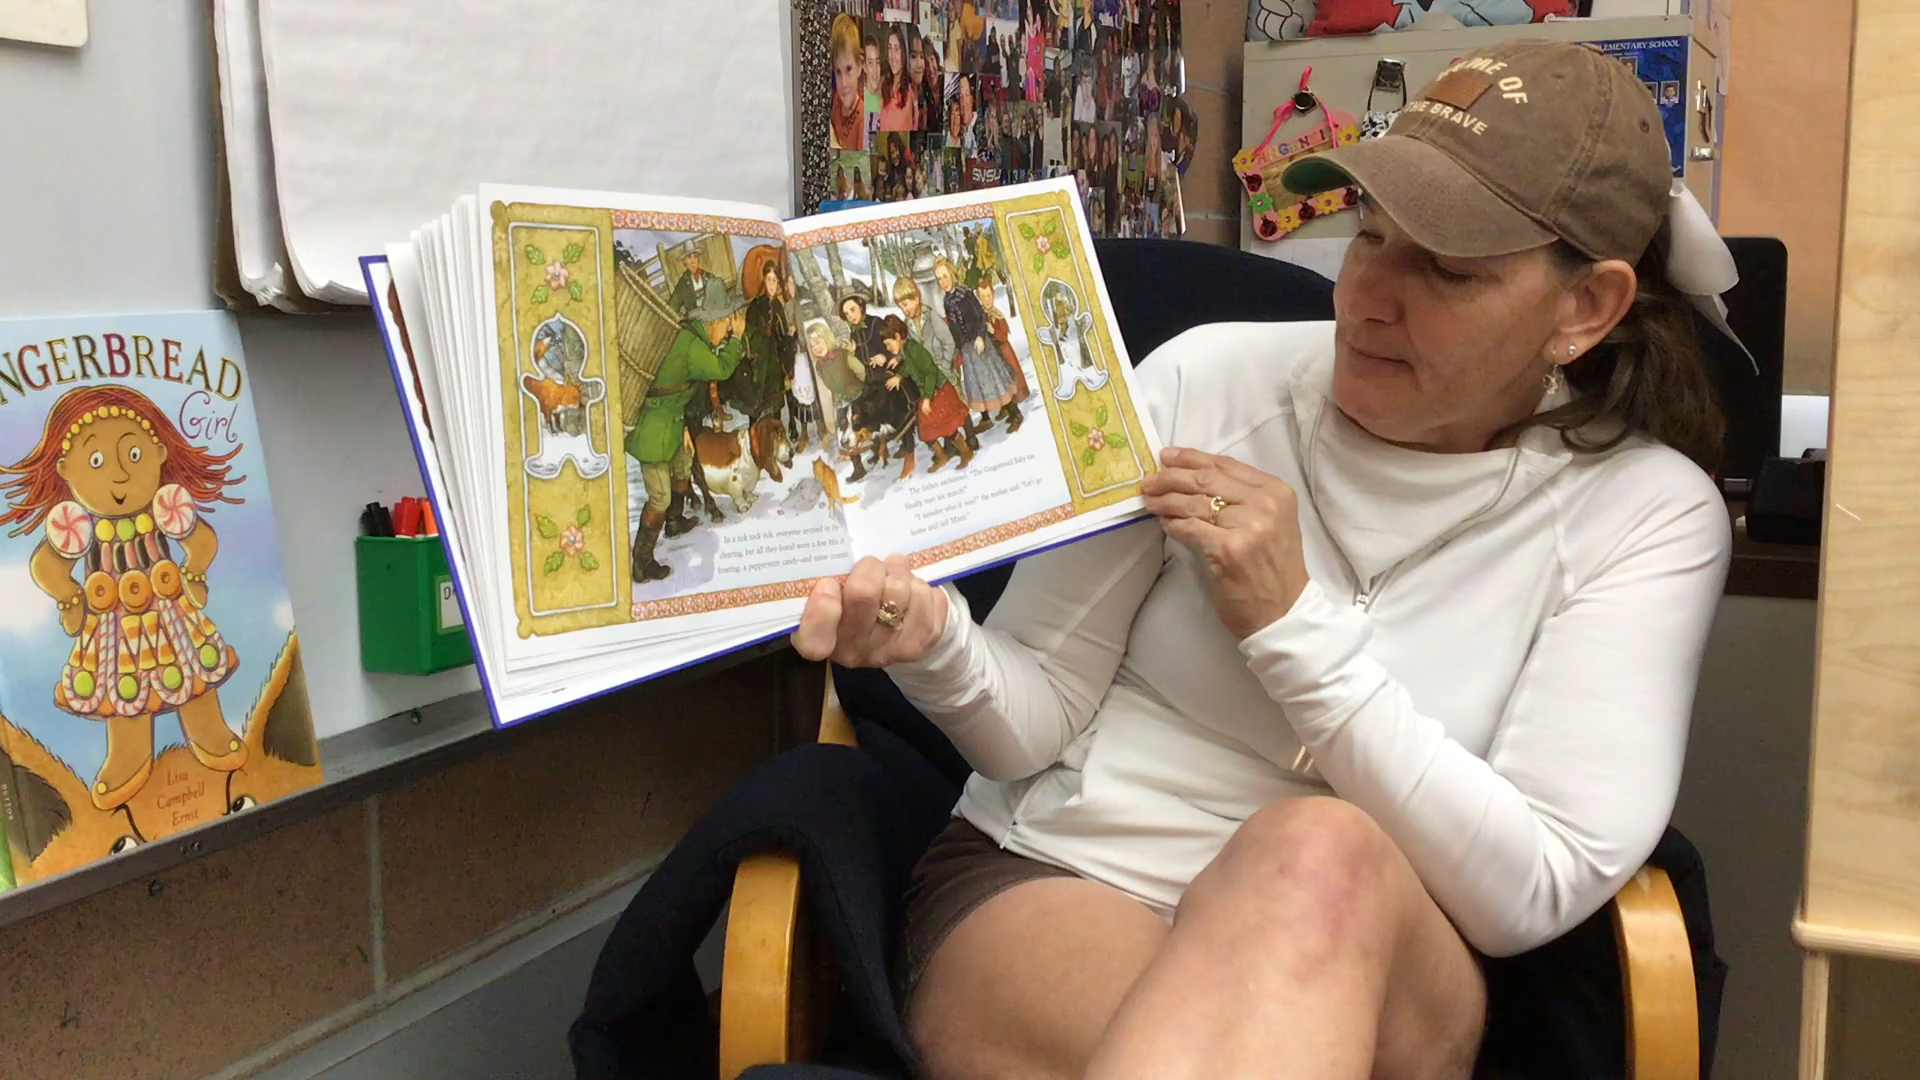 NGERBREAD
Girl
Lisa
Campbell
Ernst
DUTTON
In a tick tock tick, everyone arrived in the
clearing, but all they found were a few bits of
frosting, a peppermint candy—and some crumbs.
The father exclaimed, "The Gingerbread Baby has
finally met his match!"
"I wonder who it was?" the mother said. "Let's go
home and tell Matti."
SVSU
ELEMENTARY SCHOOL
HOME OF
THE BRAVE